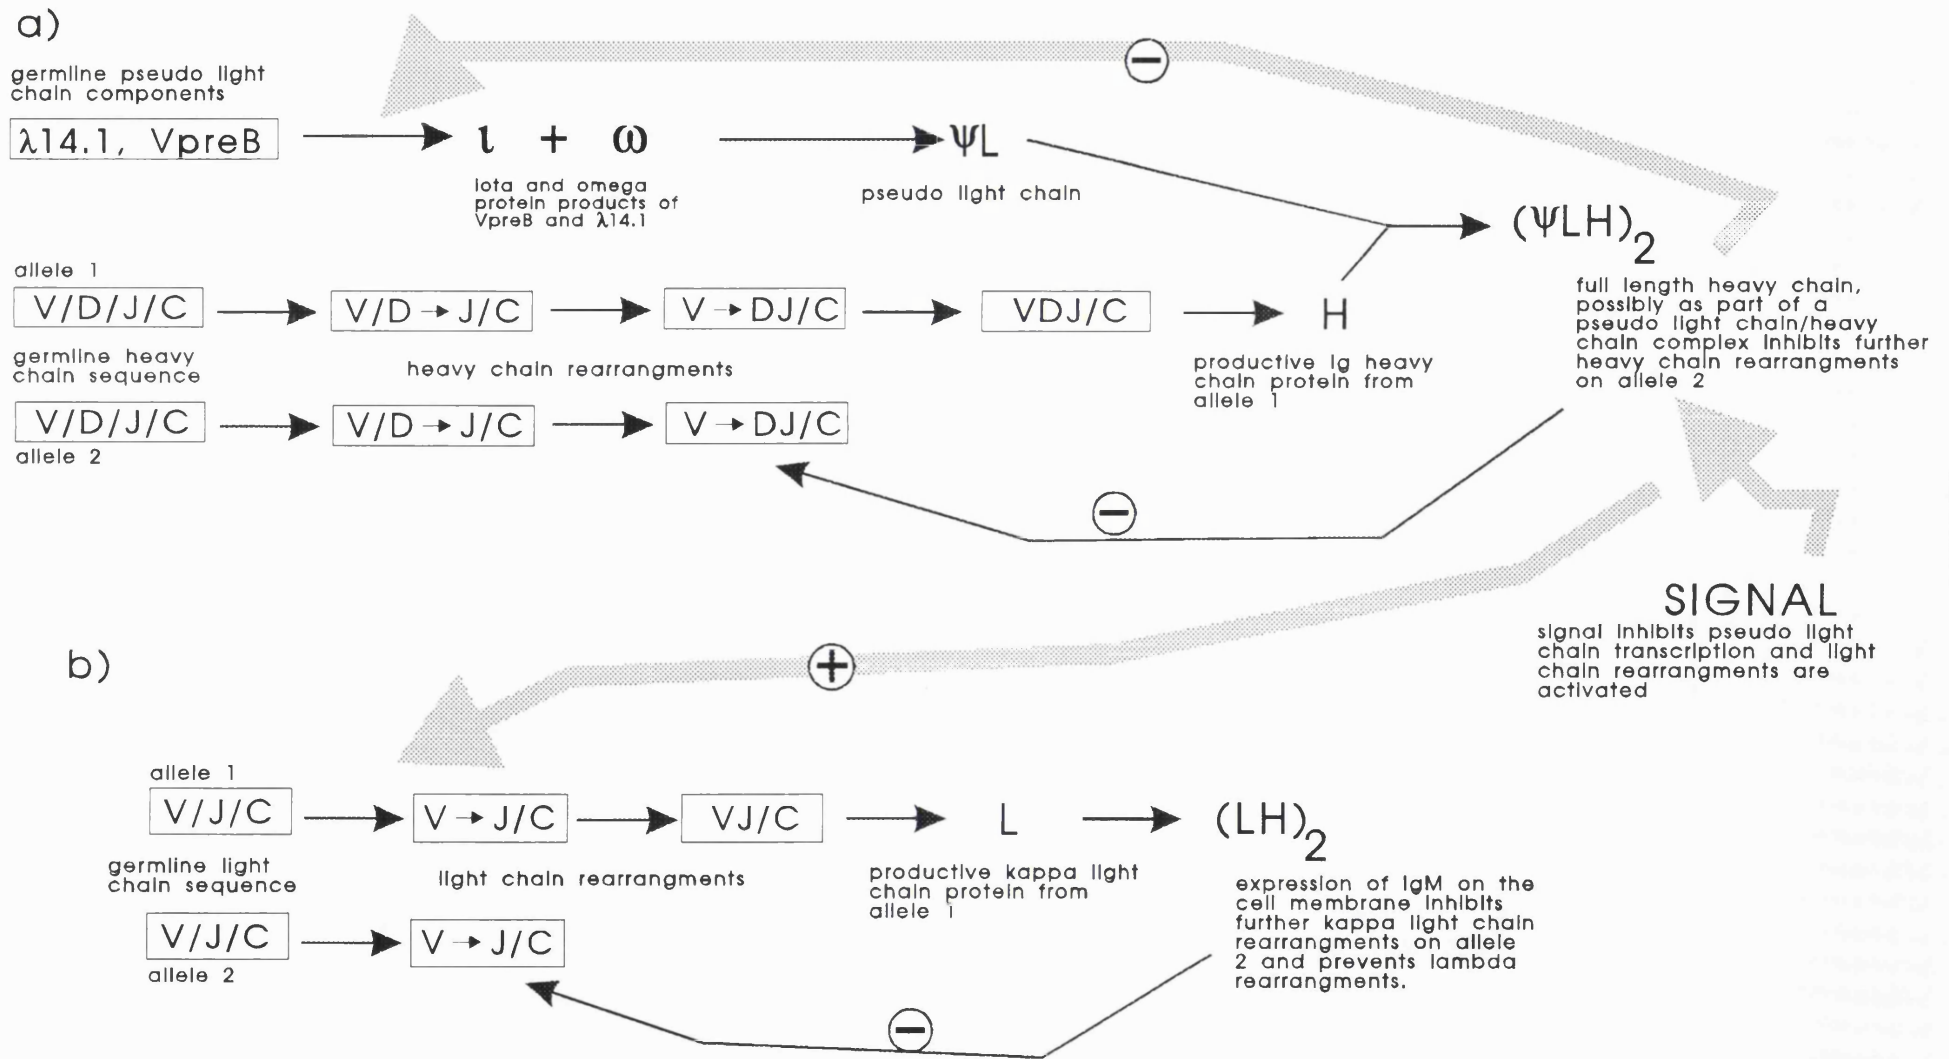 a)
germline pseudo light
chain components
λ14.1, VpreB
ι + ω
ΨL
iota and omega
protein products of
VpreB and λ14.1
pseudo light chain
(ΨLH)2
full length heavy chain,
possibly as part of a
pseudo light chain/heavy
chain complex inhibits further
heavy chain rearrangments
on allele 2
allele 1
V/D/J/C
V/D → J/C
V → DJ/C
VDJ/C
H
germline heavy
chain sequence
heavy chain rearrangments
productive Ig heavy
chain protein from
allele 1
V/D/J/C
V/D → J/C
V → DJ/C
allele 2
SIGNAL
signal inhibits pseudo light
chain transcription and light
chain rearrangments are
activated
b)
allele 1
V/J/C
V → J/C
VJ/C
L
(LH)2
germline light
chain sequence
light chain rearrangments
productive kappa light
chain protein from
allele 1
expression of IgM on the
cell membrane inhibits
further kappa light chain
rearrangments on allele
2 and prevents lambda
rearrangments.
V/J/C
V → J/C
allele 2